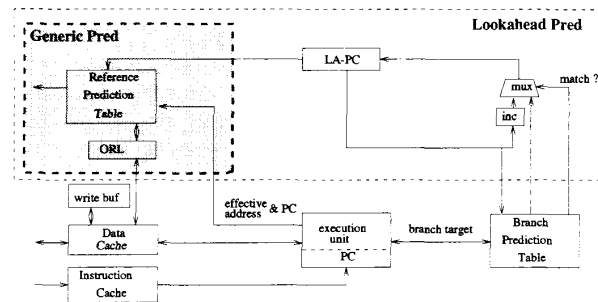 Generic Pred
Lookahead Pred
LA-PC
Reference
Prediction
Table
mux
match ?
inc
ORL
write buf
effective
address & PC
Data
Cache
execution
unit
PC
branch target
Branch
Prediction
Table
Instruction
Cache